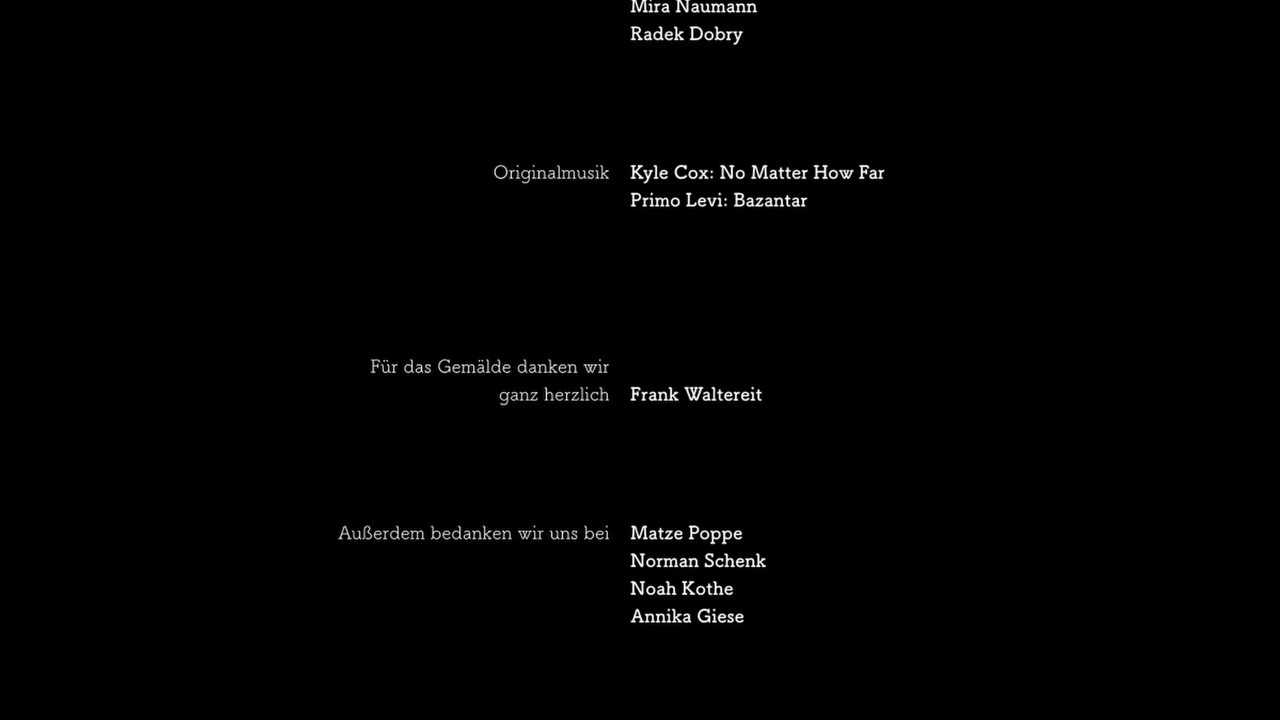 Mira Naumann
Radek Dobry
Originalmusik Kyle Cox: No Matter How Far
Primo Levi: Bazantar
Für das Gemälde danken wir
ganz herzlich Frank Waltereit
Außerdem bedanken wir uns bei Matze Poppe
Norman Schenk
Noah Kothe
Annika Giese